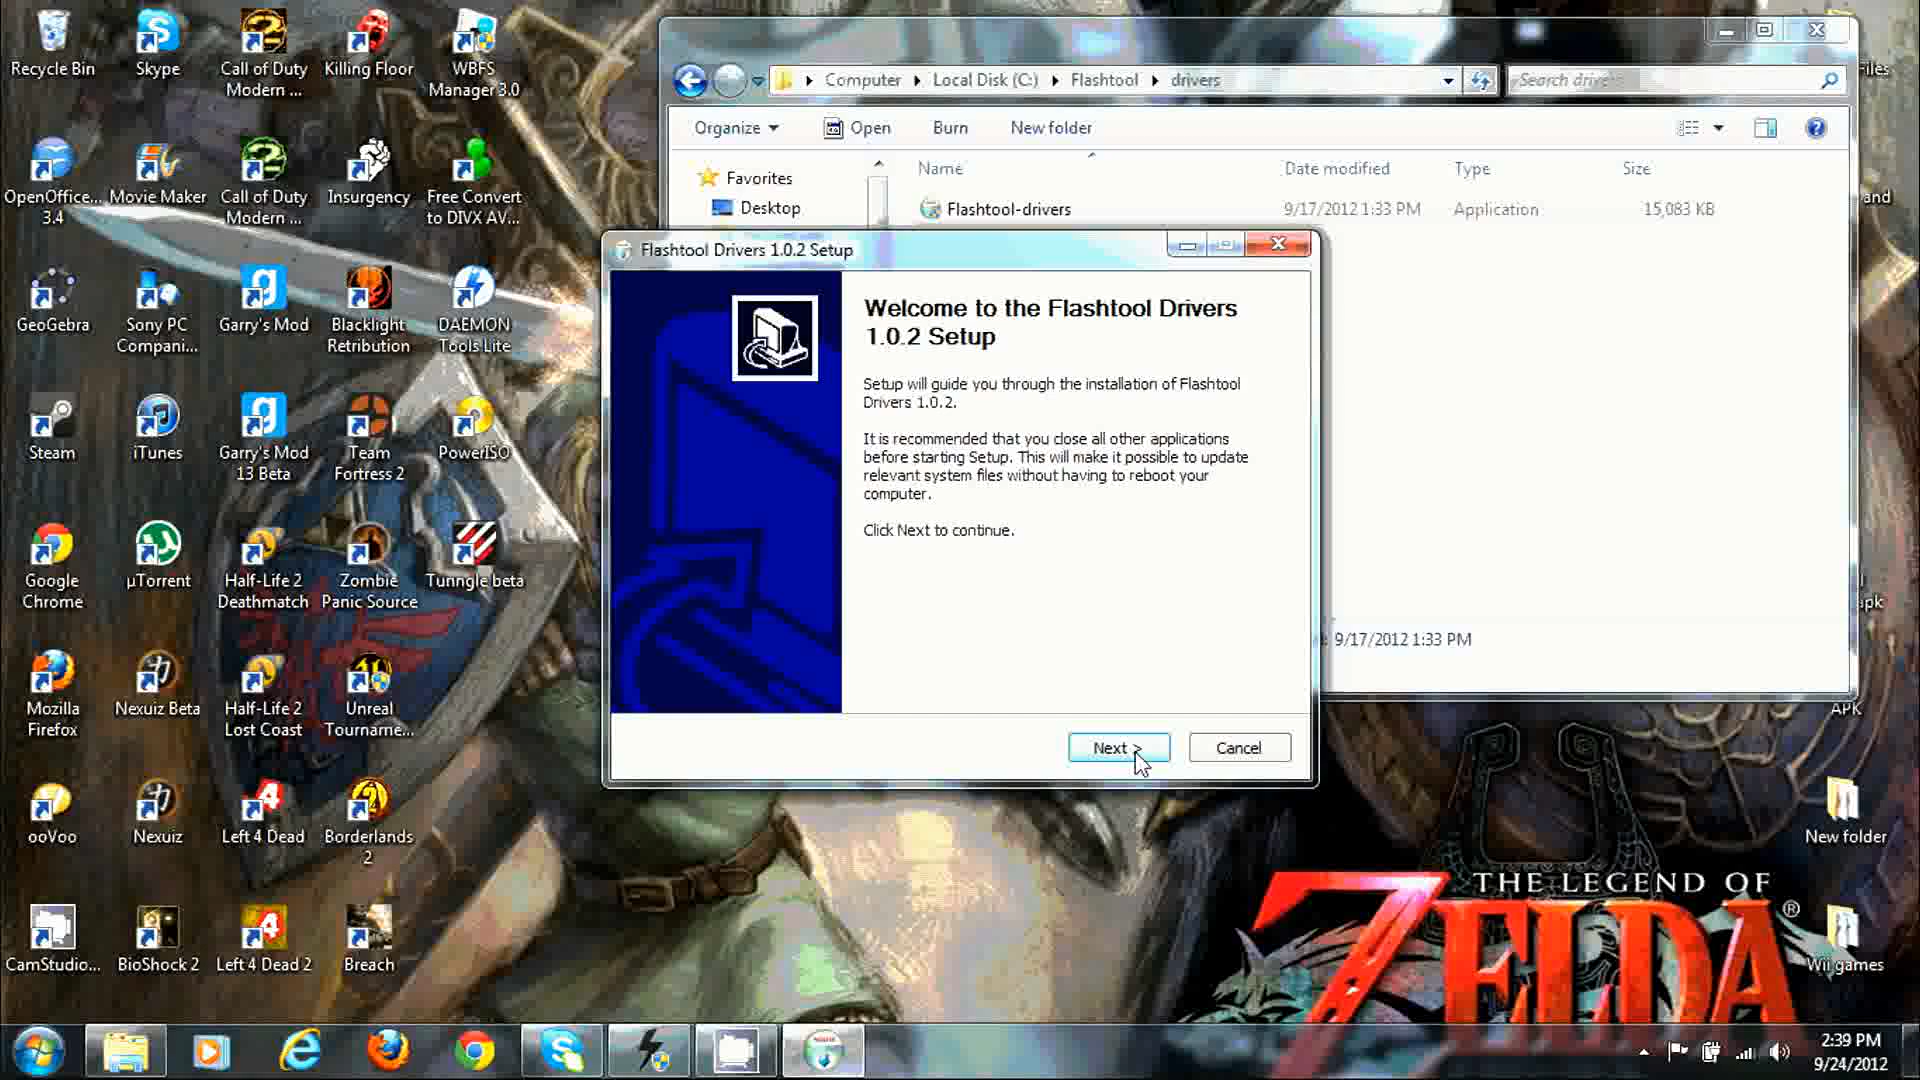 Recycle Bin
Skype
Call of Duty
Modern ...
Killing Floor
WBFS
Manager 3.0
OpenOffice...
3.4
Movie Maker
Call of Duty
Modern ...
Insurgency
Free Convert
to DIVX AV...
GeoGebra
Sony PC
Compani...
Garry's Mod
Blacklight
Retribution
DAEMON
Tools Lite
Steam
iTunes
Garry's Mod
13 Beta
Team
Fortress 2
PowerISO
Google
Chrome
µTorrent
Half-Life 2
Deathmatch
Zombie
Panic Source
Tunngle beta
Mozilla
Firefox
Nexuiz Beta
Half-Life 2
Lost Coast
Unreal
Tourname...
ooVoo
Nexuiz
Left 4 Dead
Borderlands
2
CamStudio...
BioShock 2
Left 4 Dead 2
Breach
Computer
Local Disk (C:)
Flashtool
drivers
Search drivers
Organize
Open
Burn
New folder
Favorites
Desktop
Name
Date modified
Type
Size
Flashtool-drivers
9/17/2012 1:33 PM
Application
15,083 KB
Flashtool Drivers 1.0.2 Setup
Welcome to the Flashtool Drivers
1.0.2 Setup
Setup will guide you through the installation of Flashtool
Drivers 1.0.2.
It is recommended that you close all other applications
before starting Setup. This will make it possible to update
relevant system files without having to reboot your
computer.
Click Next to continue.
Next >
Cancel
9/17/2012 1:33 PM
APK
New folder
Wii games
THE LEGEND OF
ZELDA®
2:39 PM
9/24/2012